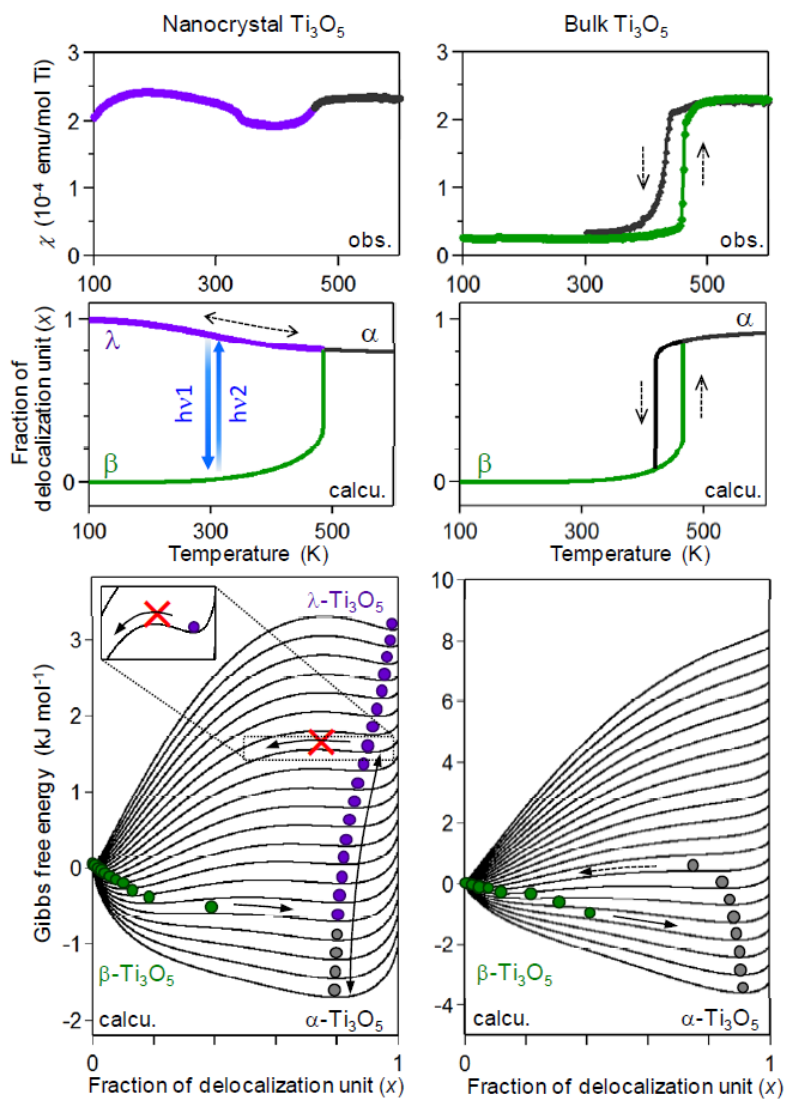 Nanocrystal Ti₃O₅
Bulk Ti₃O₅
χ (10⁻⁴ emu/mol Ti)
3
2
1
0
obs.
100
300
500
3
2
1
0
obs.
100
300
500
Fraction of
delocalization unit (x)
1
0
λ
α
hν1
hν2
β
calcu.
100
300
500
Temperature (K)
1
0
α
β
calcu.
100
300
500
Temperature (K)
Gibbs free energy (kJ mol⁻¹)
3
2
1
0
-1
-2
λ-Ti₃O₅
β-Ti₃O₅
calcu.
α-Ti₃O₅
0
1
Fraction of delocalization unit (x)
10
8
6
4
2
0
-2
-4
β-Ti₃O₅
calcu.
α-Ti₃O₅
0
1
Fraction of delocalization unit (x)